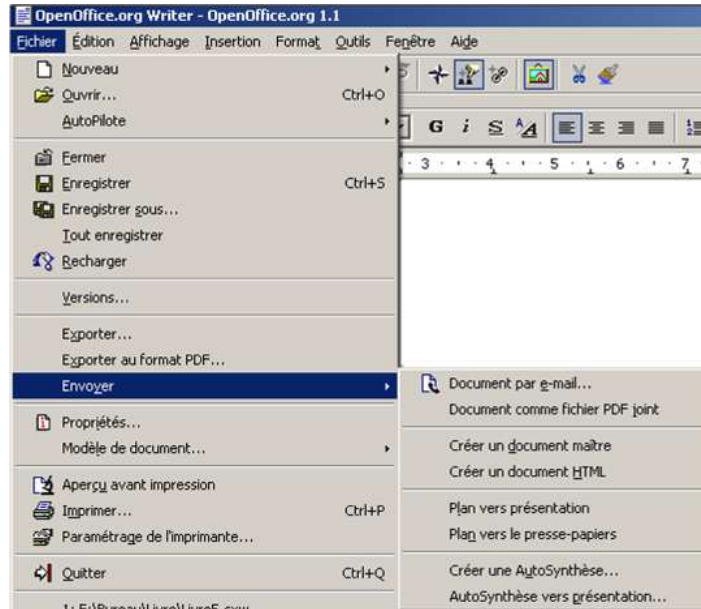 OpenOffice.org Writer - OpenOffice.org 1.1
Fichier Édition Affichage Insertion Format Outils Fenêtre Aide
Nouveau
Ouvrir... Ctrl+O
AutoPilote
G i S A A
Fermer
3 4 5 6 7
Enregistrer Ctrl+S
Enregistrer sous...
Tout enregistrer
Recharger
Versions...
Exporter...
Exporter au format PDF...
Envoyer
Document par e-mail...
Document comme fichier PDF joint
Propriétés...
Modèle de document...
Créer un document maître
Créer un document HTML
Aperçu avant impression
Imprimer... Ctrl+P
Paramétrage de l'imprimante...
Plan vers présentation
Plan vers le presse-papiers
Quitter Ctrl+Q
Créer une AutoSynthèse...
AutoSynthèse vers présentation...